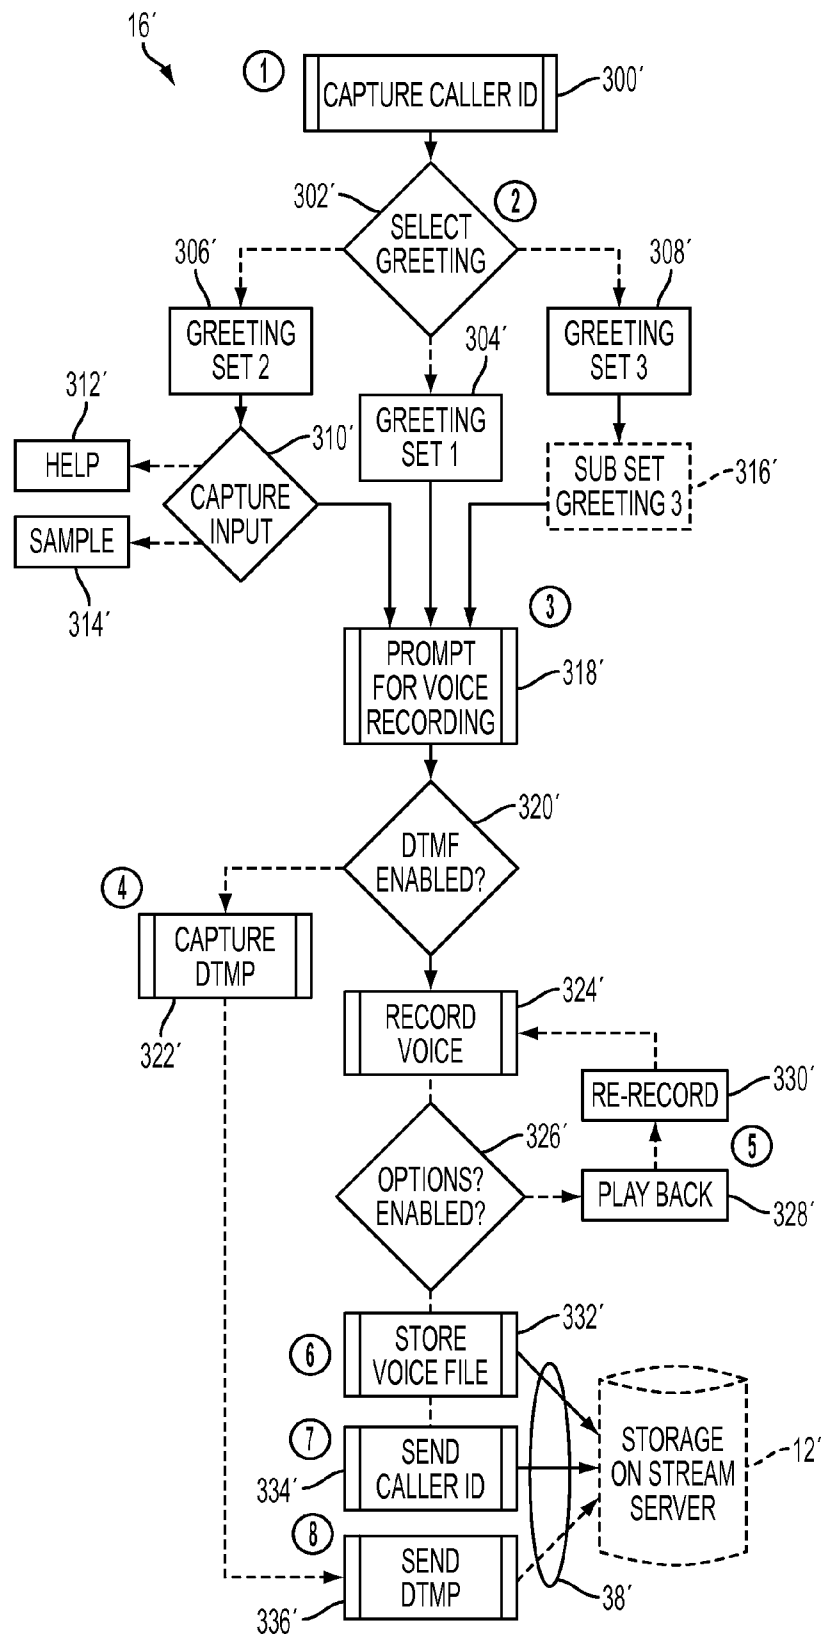 16′
1
CAPTURE CALLER ID
300′
302′
2
SELECT
GREETING
306′
308′
GREETING
SET 2
304′
GREETING
SET 3
312′
310′
GREETING
SET 1
HELP
CAPTURE
INPUT
SUB SET
GREETING 3
316′
SAMPLE
314′
3
PROMPT
FOR VOICE
RECORDING
318′
320′
DTMF
ENABLED?
4
CAPTURE
DTMP
322′
324′
RECORD
VOICE
330′
RE-RECORD
326′
5
OPTIONS?
ENABLED?
PLAY BACK
328′
332′
6
STORE
VOICE FILE
7
SEND
CALLER ID
334′
STORAGE
ON STREAM
SERVER
12′
8
SEND
DTMP
336′
38′